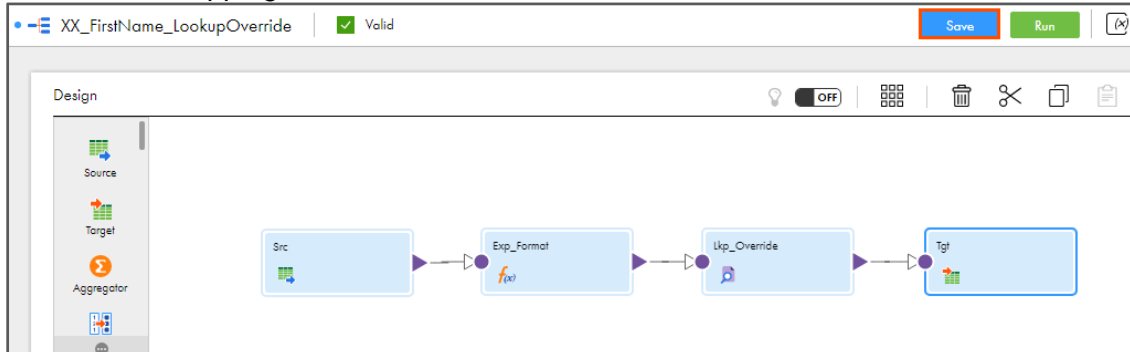 XX_FirstName_LookupOverride Valid Save Run (x)
Design OFF
Source
Target
Aggregator
Src Exp_Format Lkp_Override Tgt
f(x)